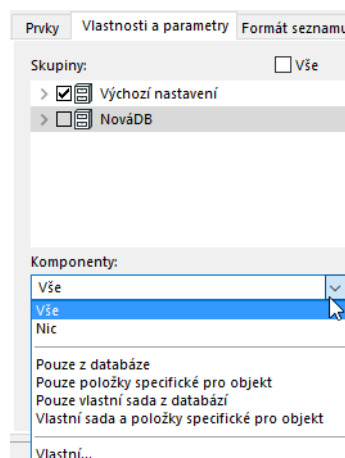 Prvky Vlastnosti a parametry Formát seznamu
Skupiny: Vše
Výchozí nastavení
NováDB
Komponenty:
Vše
Vše
Nic
Pouze z databáze
Pouze položky specifické pro objekt
Pouze vlastní sada z databází
Vlastní sada a položky specifické pro objekt
Vlastní...